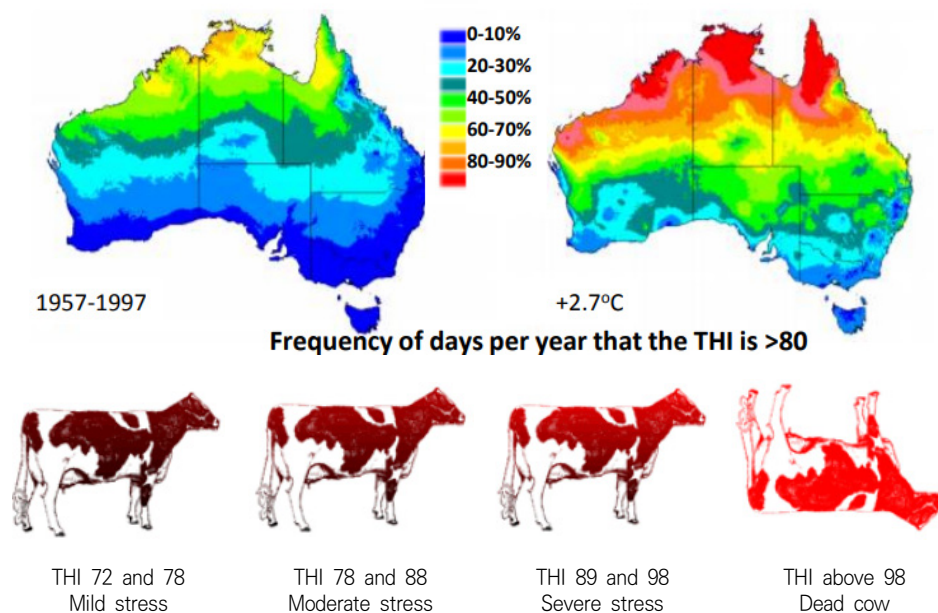 0-10%
20-30%
40-50%
60-70%
80-90%
1957-1997
+2.7°C
Frequency of days per year that the THI is >80
THI 72 and 78
Mild stress
THI 78 and 88
Moderate stress
THI 89 and 98
Severe stress
THI above 98
Dead cow